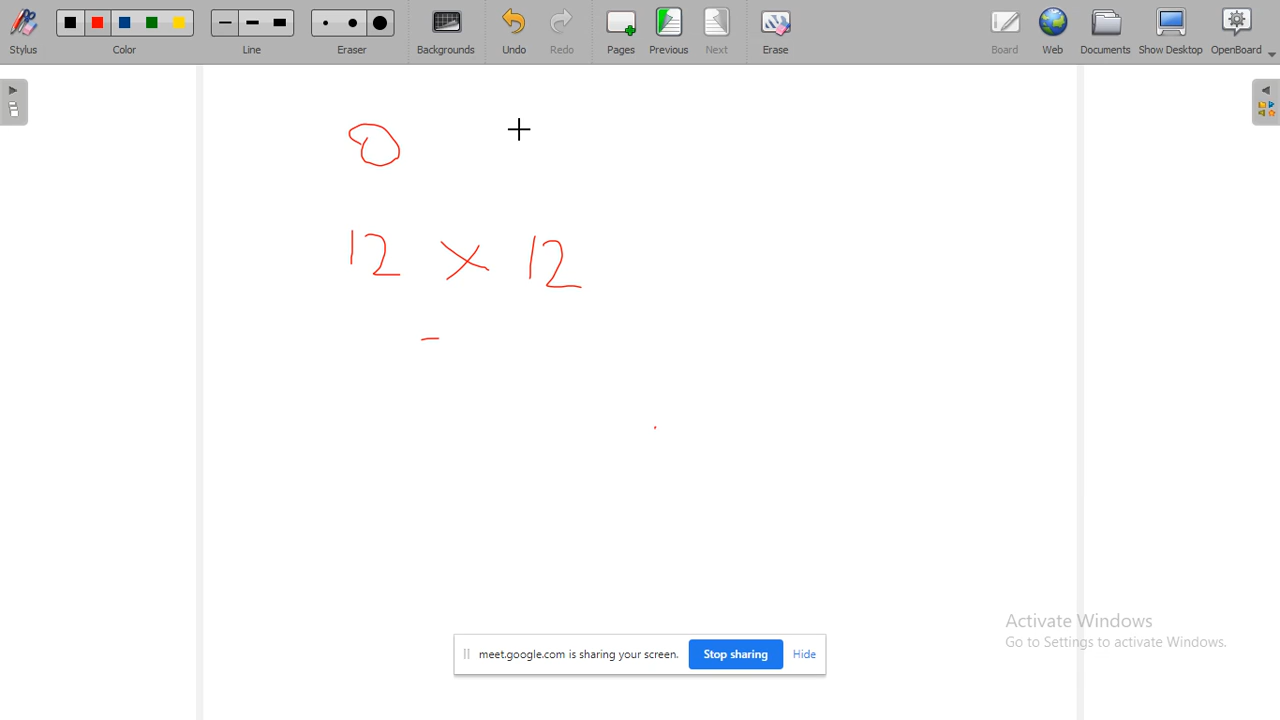 Stylus Color Line Eraser Backgrounds Undo Redo Pages Previous Next Erase Board Web Documents Show Desktop OpenBoard
12 × 12
-
Activate Windows
Go to Settings to activate Windows.
meet.google.com is sharing your screen. Stop sharing Hide